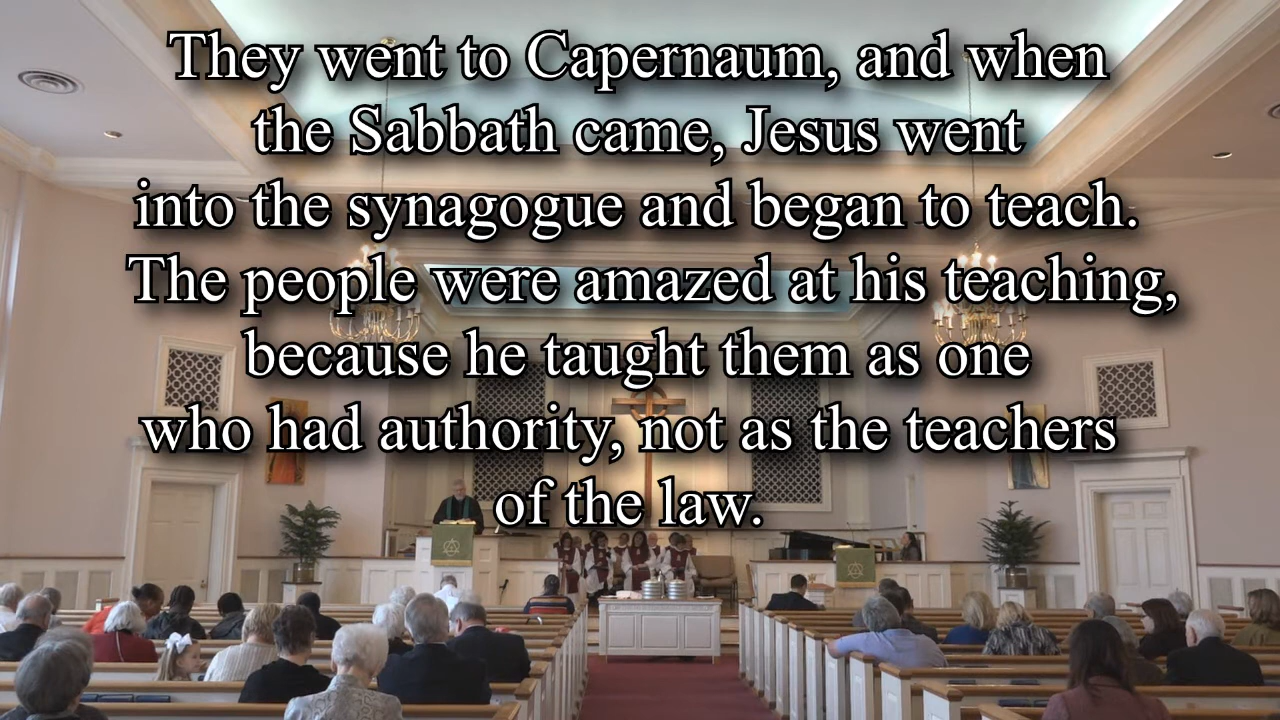 They went to Capernaum, and when
the Sabbath came, Jesus went
into the synagogue and began to teach.
The people were amazed at his teaching,
because he taught them as one
who had authority, not as the teachers
of the law.